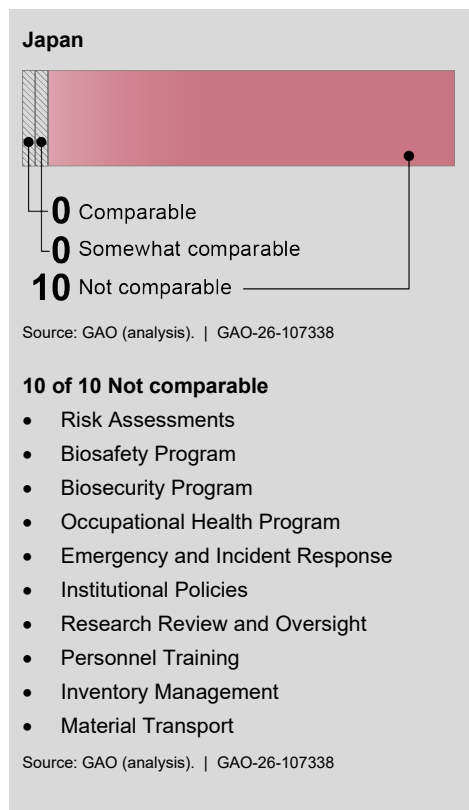 Japan
0 Comparable
0 Somewhat comparable
10 Not comparable
Source: GAO (analysis). | GAO-26-107338
10 of 10 Not comparable
• Risk Assessments
• Biosafety Program
• Biosecurity Program
• Occupational Health Program
• Emergency and Incident Response
• Institutional Policies
• Research Review and Oversight
• Personnel Training
• Inventory Management
• Material Transport
Source: GAO (analysis). | GAO-26-107338